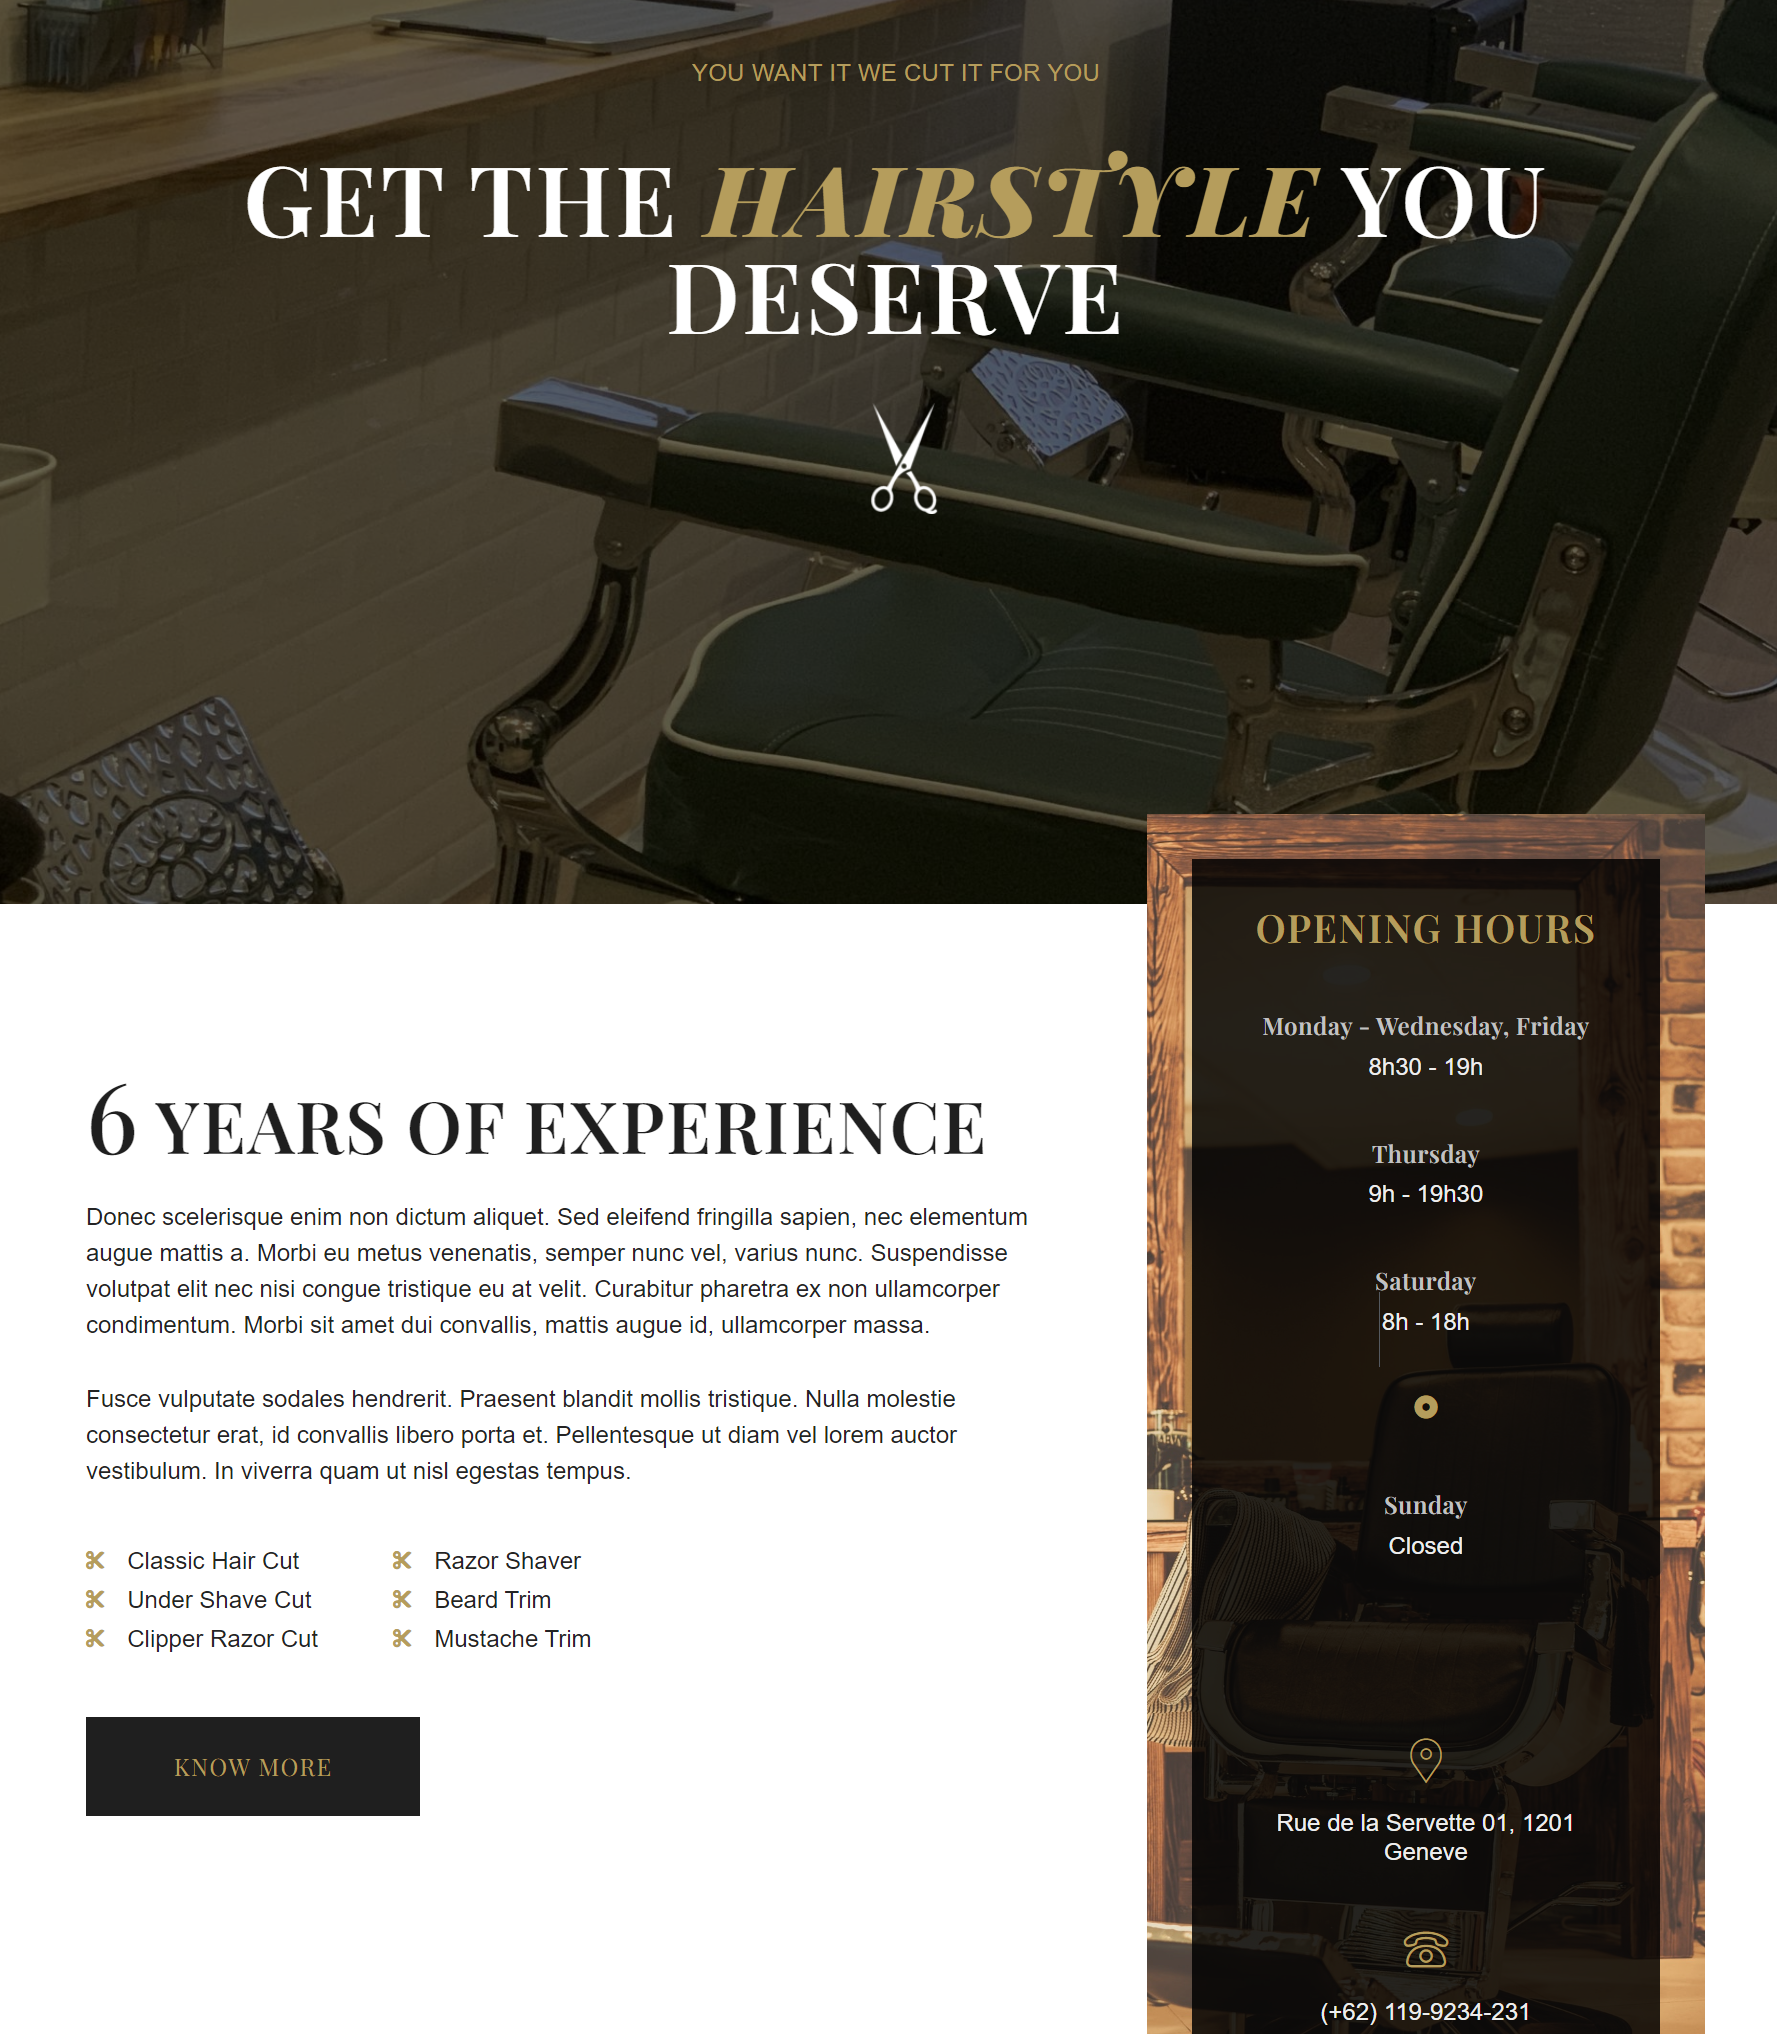 YOU WANT IT WE CUT IT FOR YOU
GET THE HAIRSTYLE YOU
DESERVE
6 YEARS OF EXPERIENCE
Donec scelerisque enim non dictum aliquet. Sed eleifend fringilla sapien, nec elementum
augue mattis a. Morbi eu metus venenatis, semper nunc vel, varius nunc. Suspendisse
volutpat elit nec nisi congue tristique eu at velit. Curabitur pharetra ex non ullamcorper
condimentum. Morbi sit amet dui convallis, mattis augue id, ullamcorper massa.
Fusce vulputate sodales hendrerit. Praesent blandit mollis tristique. Nulla molestie
consectetur erat, id convallis libero porta et. Pellentesque ut diam vel lorem auctor
vestibulum. In viverra quam ut nisl egestas tempus.
Classic Hair Cut
Under Shave Cut
Clipper Razor Cut
Razor Shaver
Beard Trim
Mustache Trim
KNOW MORE
OPENING HOURS
Monday - Wednesday, Friday
8h30 - 19h
Thursday
9h - 19h30
Saturday
8h - 18h
Sunday
Closed
Rue de la Servette 01, 1201
Geneve
(+62) 119-9234-231